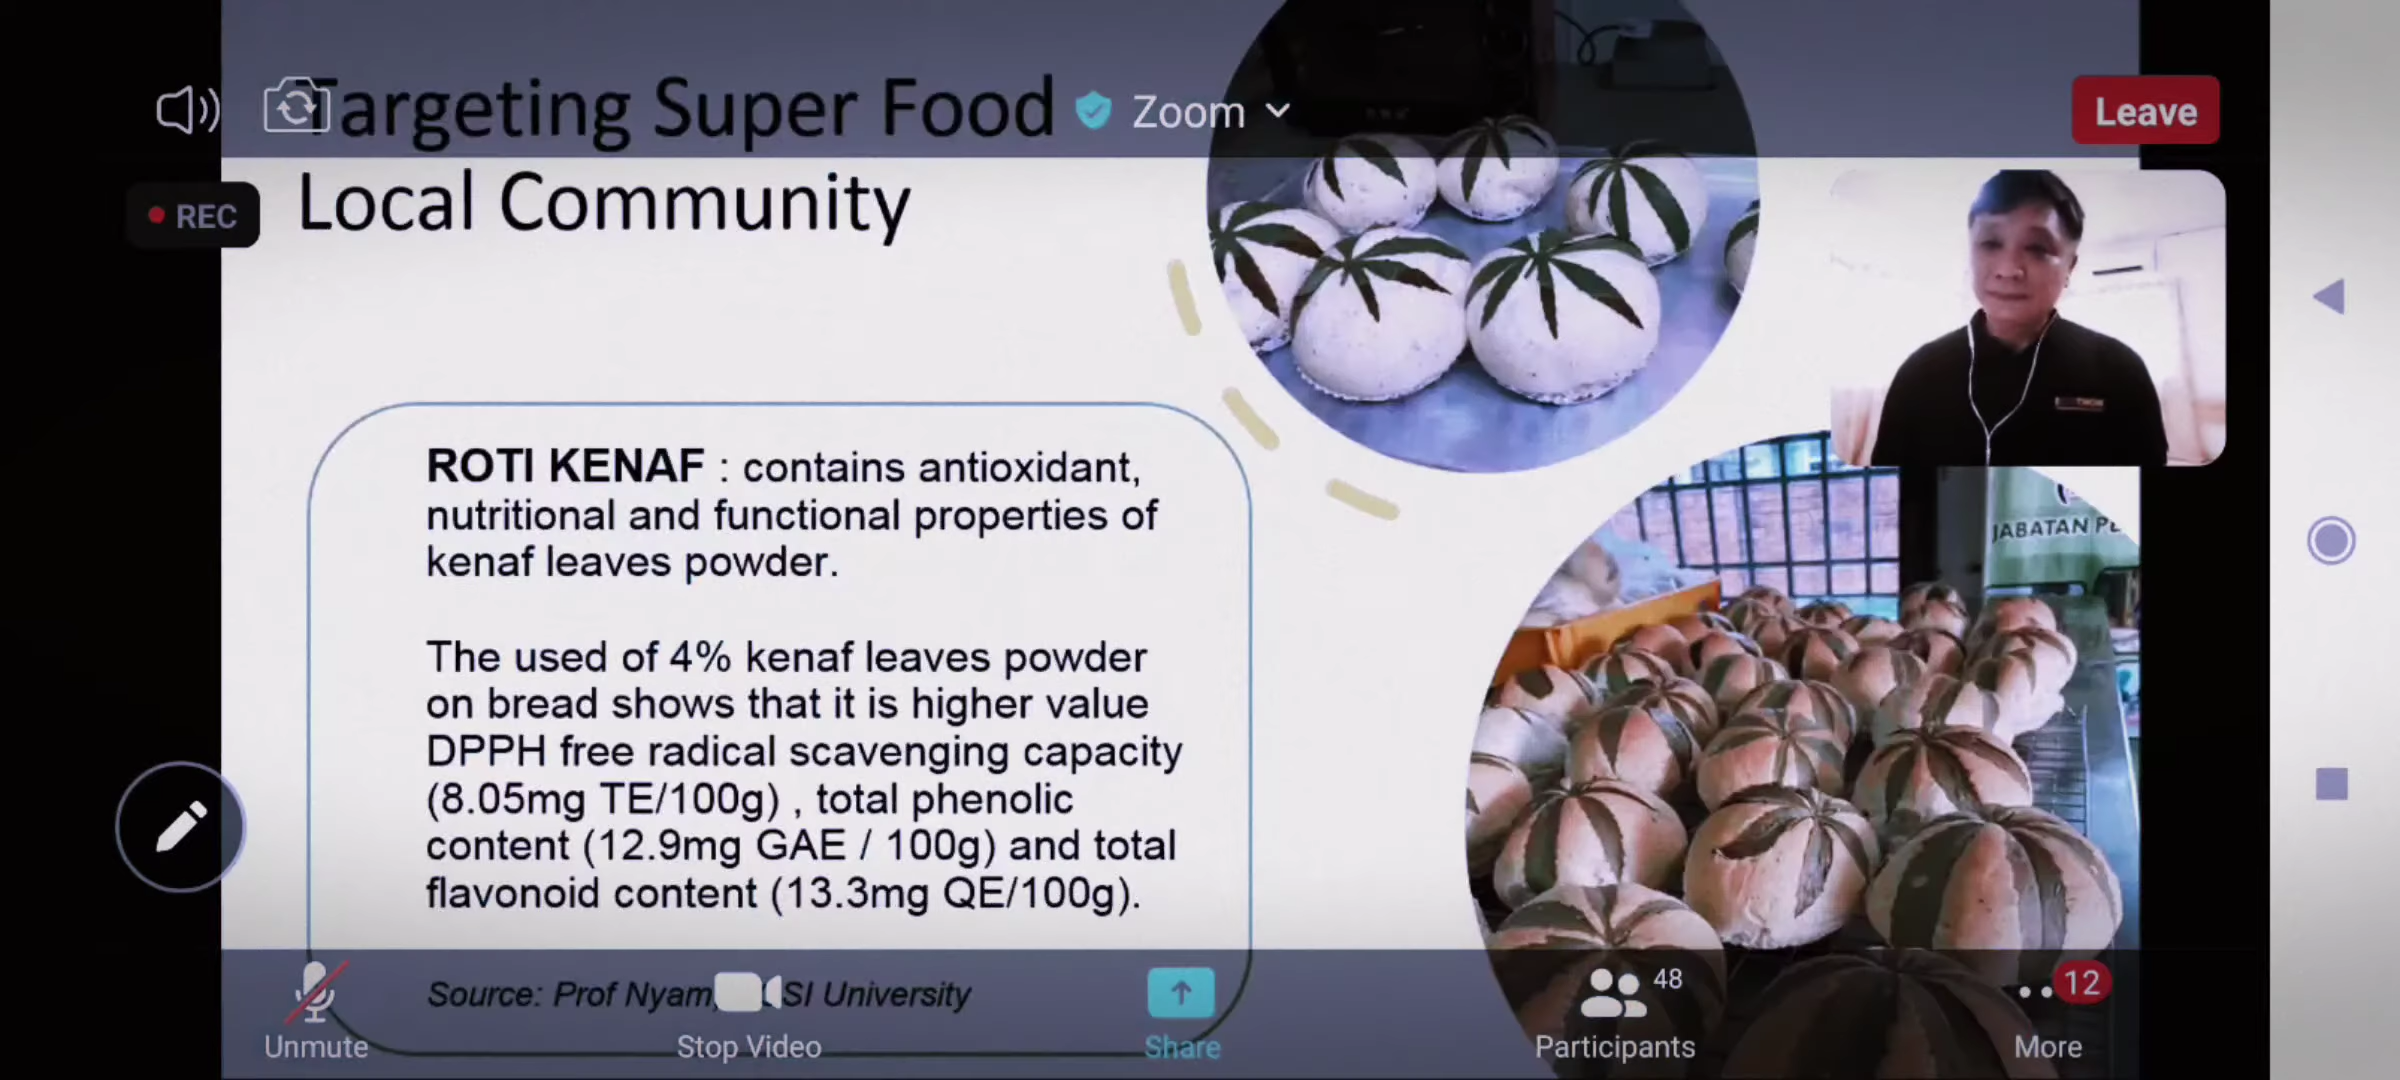 Targeting Super Food
Zoom
Leave
REC
Local Community
ROTI KENAF : contains antioxidant,
nutritional and functional properties of
kenaf leaves powder.
The used of 4% kenaf leaves powder
on bread shows that it is higher value
DPPH free radical scavenging capacity
(8.05mg TE/100g) , total phenolic
content (12.9mg GAE / 100g) and total
flavonoid content (13.3mg QE/100g).
Source: Prof Nyam, University
JABATAN
Unmute
Stop Video
Share
48
Participants
12
More